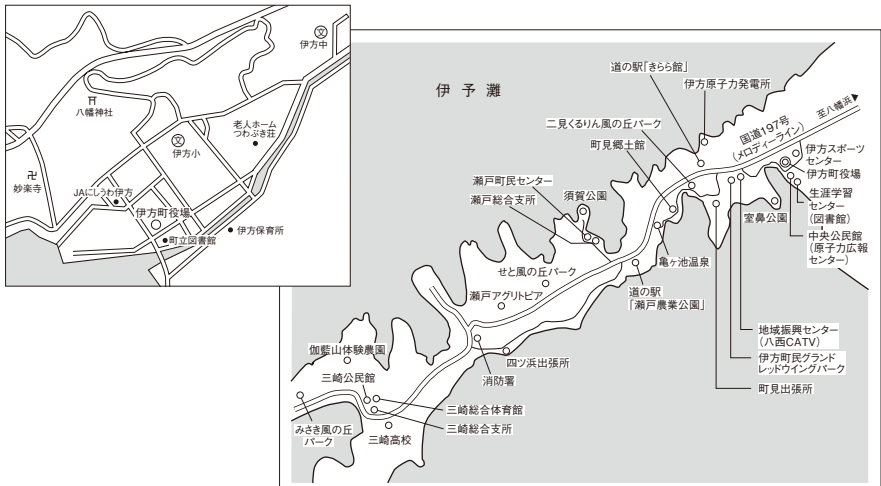 文
伊方中
八幡神社
老人ホーム
つわぶき荘
文
伊方小
妙楽寺
JAにしうわ伊方
伊方町役場
町立図書館
伊方保育所
伊予灘
道の駅「きらら館」
伊方原子力発電所
至八幡浜
二見くるりん風の丘パーク
国道197号
(メロディーライン)
町見郷土館
伊方スポーツ
センター
伊方町役場
瀬戸町民センター
須賀公園
瀬戸総合支所
生涯学習
センター
(図書館)
室鼻公園
中央公民館
(原子力広報
センター)
亀ヶ池温泉
せと風の丘パーク
瀬戸アグリトピア
道の駅
「瀬戸農業公園」
地域振興センター
(八西CATV)
伽藍山体験農園
四ツ浜出張所
伊方町民グランド
レッドウイングパーク
消防署
三崎公民館
町見出張所
三崎総合体育館
みさき風の丘
パーク
三崎総合支所
三崎高校